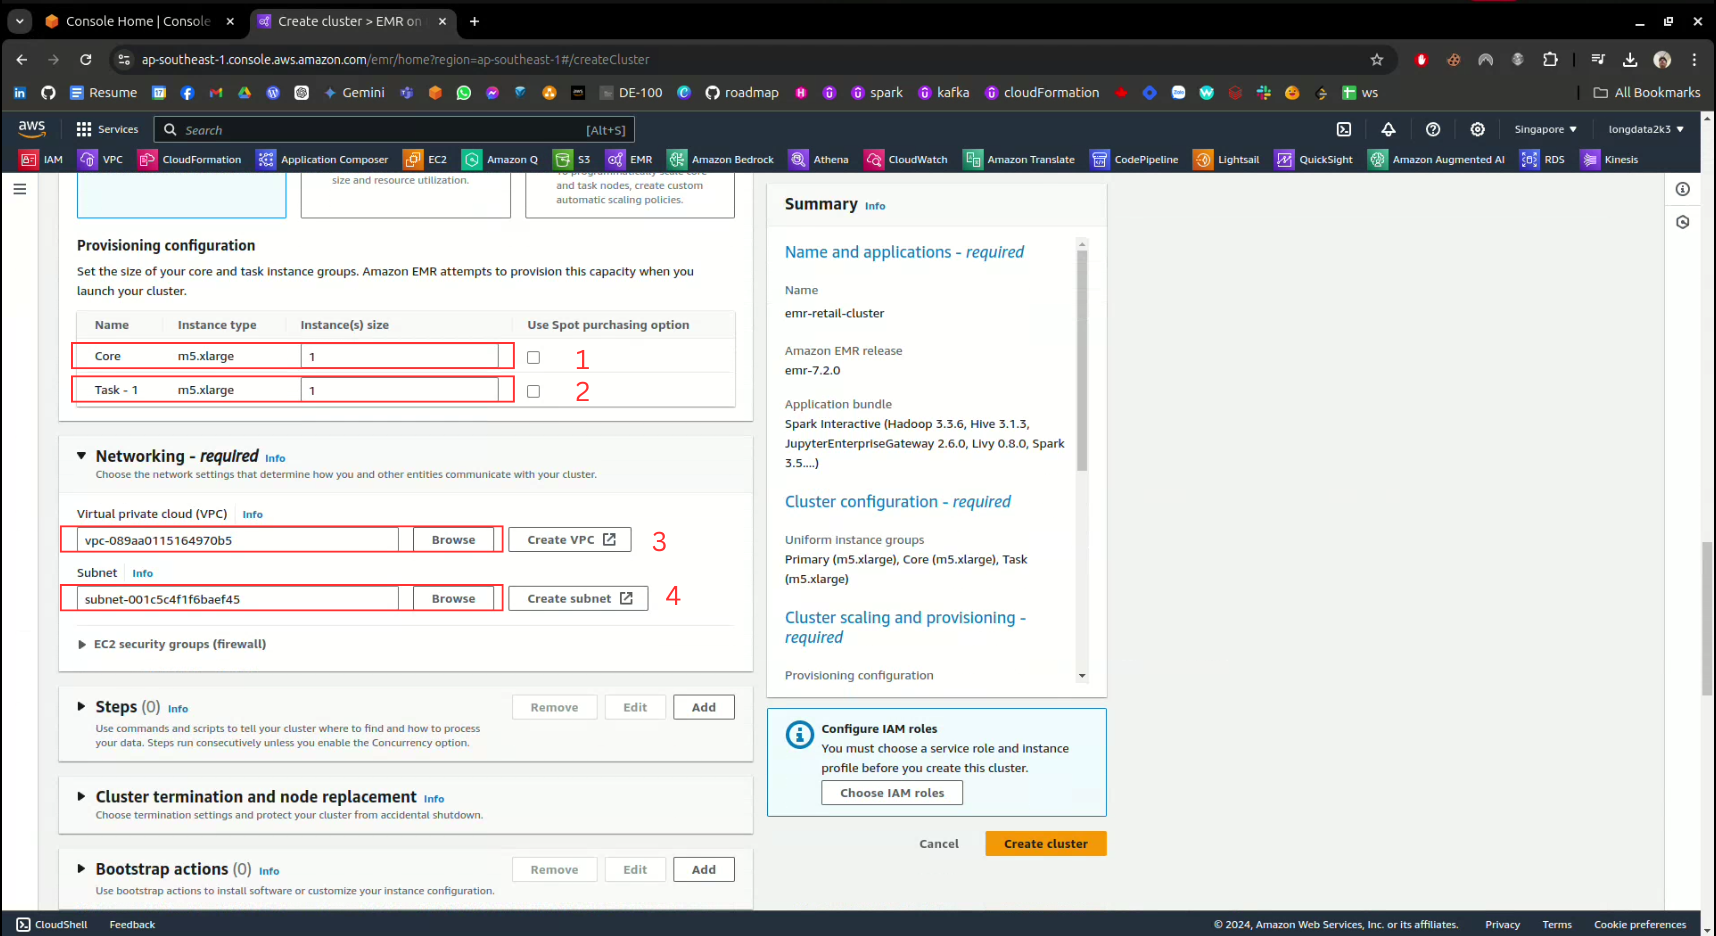 Console Home | Console
Create cluster > EMR on
ap-southeast-1.console.aws.amazon.com/emr/home?region=ap-southeast-1#/createCluster
Resume
Gemini
DE-100
roadmap
spark
kafka
cloudFormation
ws
All Bookmarks
aws
Services
Search
[Alt+S]
Singapore
longdata2k3
IAM
VPC
CloudFormation
Application Composer
EC2
Amazon Q
S3
EMR
Amazon Bedrock
Athena
CloudWatch
Amazon Translate
CodePipeline
Lightsail
QuickSight
Amazon Augmented AI
RDS
Kinesis
size and resource utilization.
To programmatically scale core
and task nodes, create custom
automatic scaling policies.
Provisioning configuration
Set the size of your core and task instance groups. Amazon EMR attempts to provision this capacity when you
launch your cluster.
Name Instance type Instance(s) size Use Spot purchasing option
Core m5.xlarge 1 1
Task - 1 m5.xlarge 1 2
Networking - required Info
Choose the network settings that determine how you and other entities communicate with your cluster.
Virtual private cloud (VPC) Info
vpc-089aa0115164970b5 Browse Create VPC 3
Subnet Info
subnet-001c5c4f1f6baef45 Browse Create subnet 4
EC2 security groups (firewall)
Steps (0) Info Remove Edit Add
Use commands and scripts to tell your cluster where to find and how to process
your data. Steps run consecutively unless you enable the Concurrency option.
Cluster termination and node replacement Info
Choose termination settings and protect your cluster from accidental shutdown.
Bootstrap actions (0) Info Remove Edit Add
Use bootstrap actions to install software or customize your instance configuration.
Summary Info
Name and applications - required
Name
emr-retail-cluster
Amazon EMR release
emr-7.2.0
Application bundle
Spark Interactive (Hadoop 3.3.6, Hive 3.1.3,
JupyterEnterpriseGateway 2.6.0, Livy 0.8.0, Spark
3.5....)
Cluster configuration - required
Uniform instance groups
Primary (m5.xlarge), Core (m5.xlarge), Task
(m5.xlarge)
Cluster scaling and provisioning -
required
Provisioning configuration
Configure IAM roles
You must choose a service role and instance
profile before you create this cluster.
Choose IAM roles
Cancel Create cluster
CloudShell Feedback
© 2024, Amazon Web Services, Inc. or its affiliates. Privacy Terms Cookie preferences